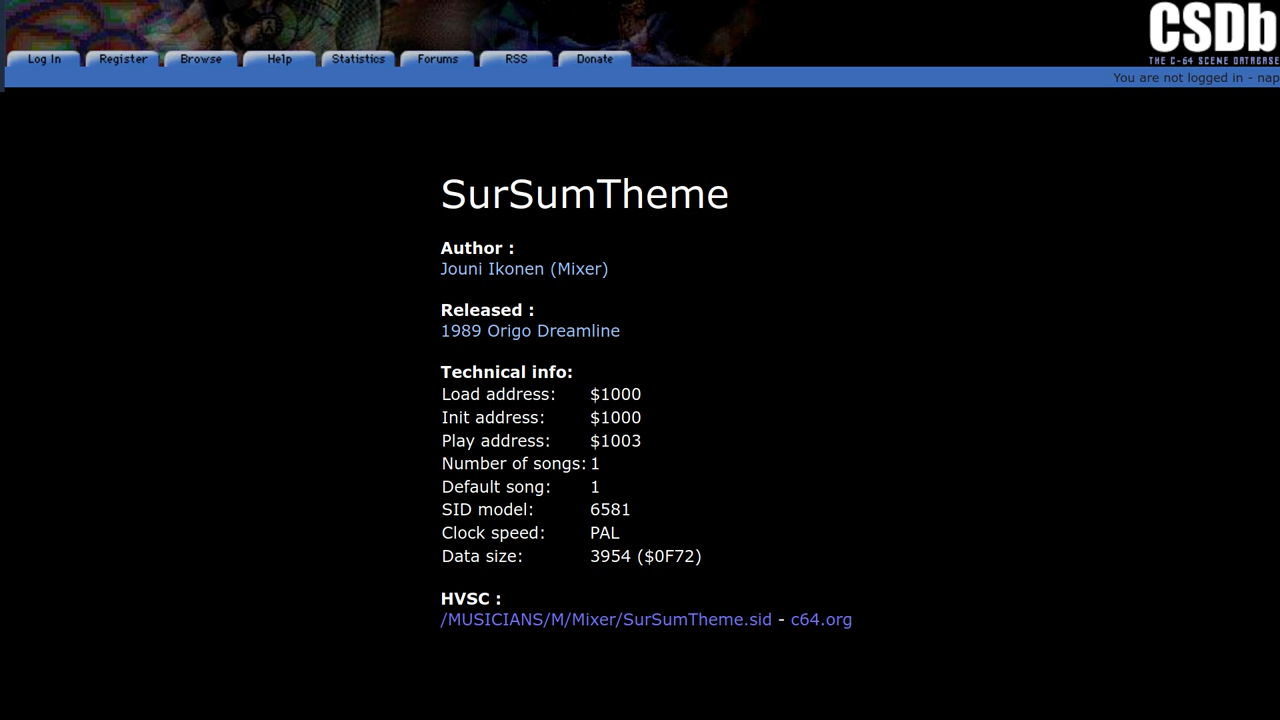 CSDb
THE C-64 SCENE DATABASE
Log In Register Browse Help Statistics Forums RSS Donate
You are not logged in - nap
SurSumTheme
Author :
Jouni Ikonen (Mixer)
Released :
1989 Origo Dreamline
Technical info:
Load address: $1000
Init address: $1000
Play address: $1003
Number of songs: 1
Default song: 1
SID model: 6581
Clock speed: PAL
Data size: 3954 ($0F72)
HVSC :
/MUSICIANS/M/Mixer/SurSumTheme.sid - c64.org